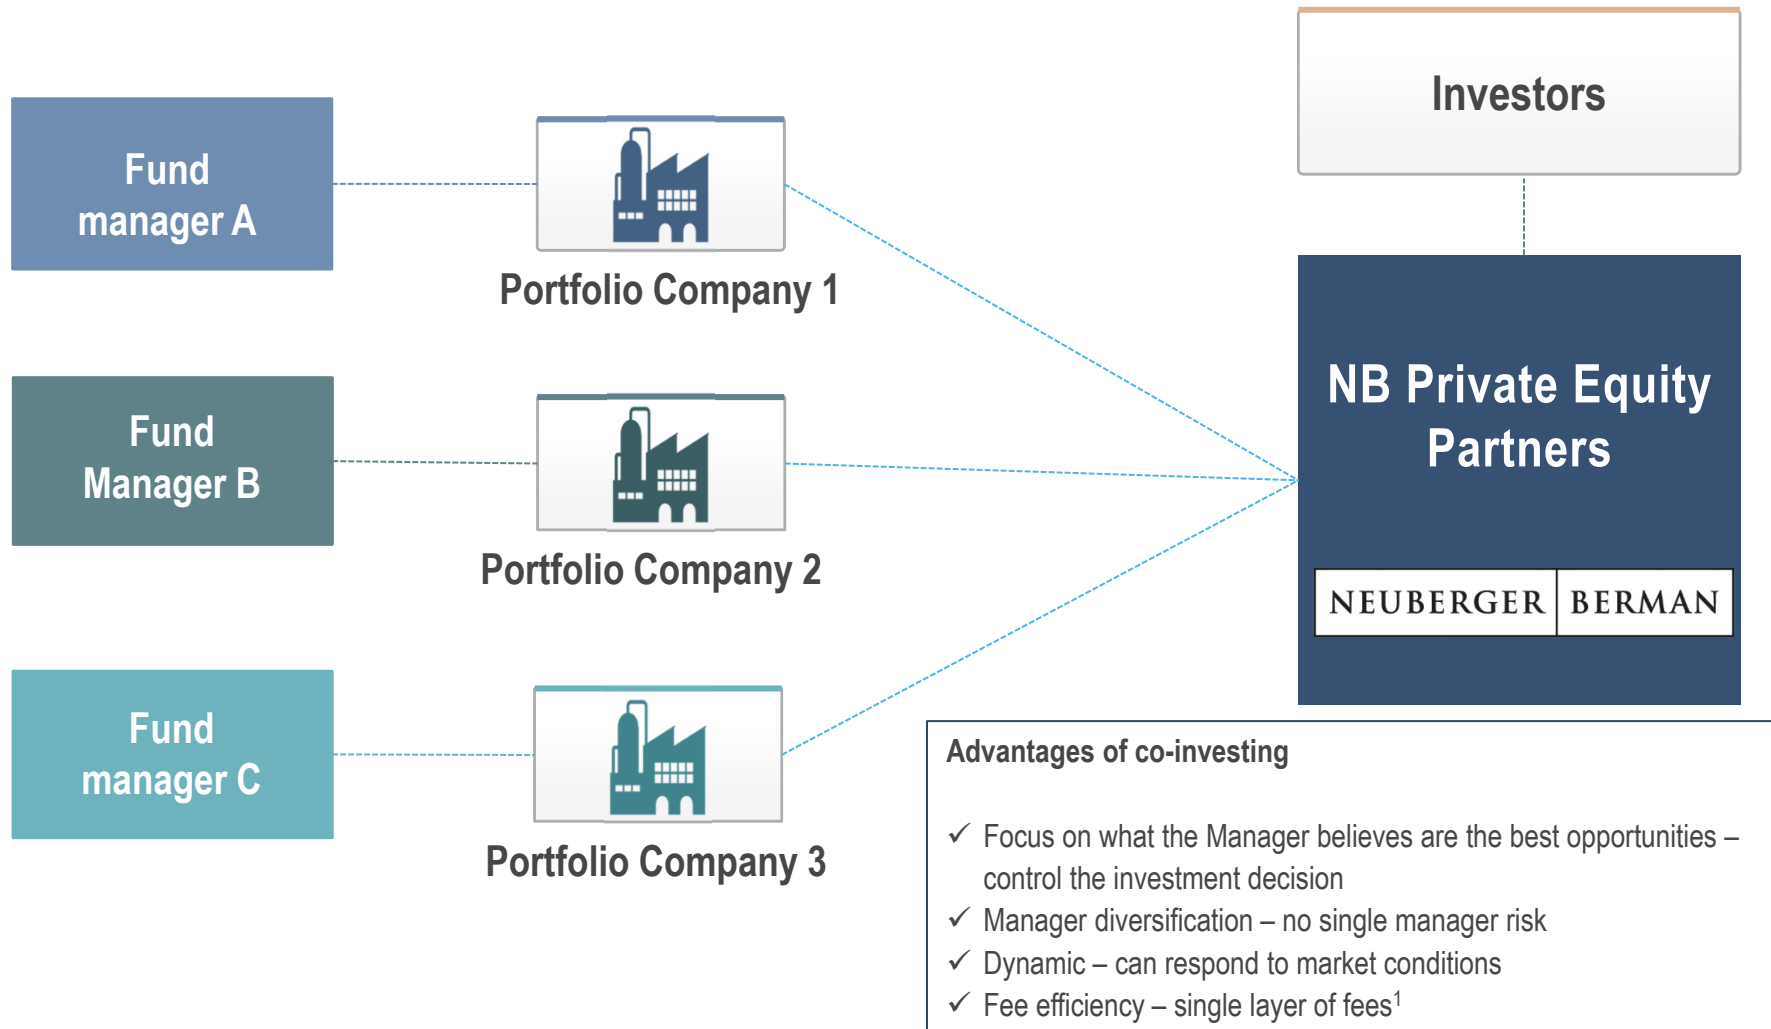 Fund
manager A
Portfolio Company 1
Fund
Manager B
Portfolio Company 2
Fund
manager C
Portfolio Company 3
Investors
NB Private Equity
Partners
NEUBERGER BERMAN
Advantages of co-investing
✓ Focus on what the Manager believes are the best opportunities –
control the investment decision
✓ Manager diversification – no single manager risk
✓ Dynamic – can respond to market conditions
✓ Fee efficiency – single layer of fees¹